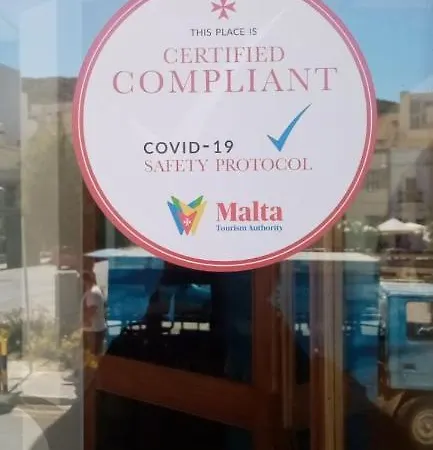 THIS PLACE IS
CERTIFIED
COMPLIANT
COVID-19
SAFETY PROTOCOL
Malta
Tourism Authority